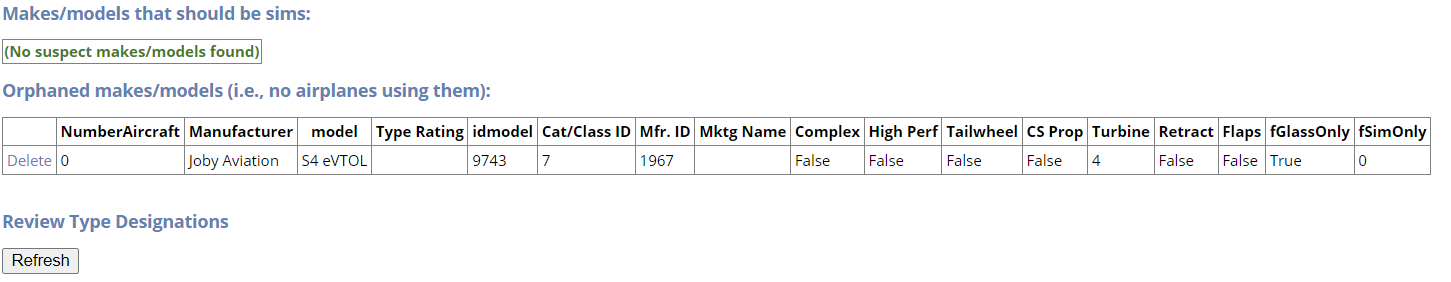 Makes/models that should be sims:
(No suspect makes/models found)
Orphaned makes/models (i.e., no airplanes using them):
NumberAircraft Manufacturer model Type Rating idmodel Cat/Class ID Mfr. ID Mktg Name Complex High Perf Tailwheel CS Prop Turbine Retract Flaps fGlassOnly fSimOnly
Delete 0 Joby Aviation S4 eVTOL 9743 7 1967 False False False False 4 False False True 0
Review Type Designations
Refresh